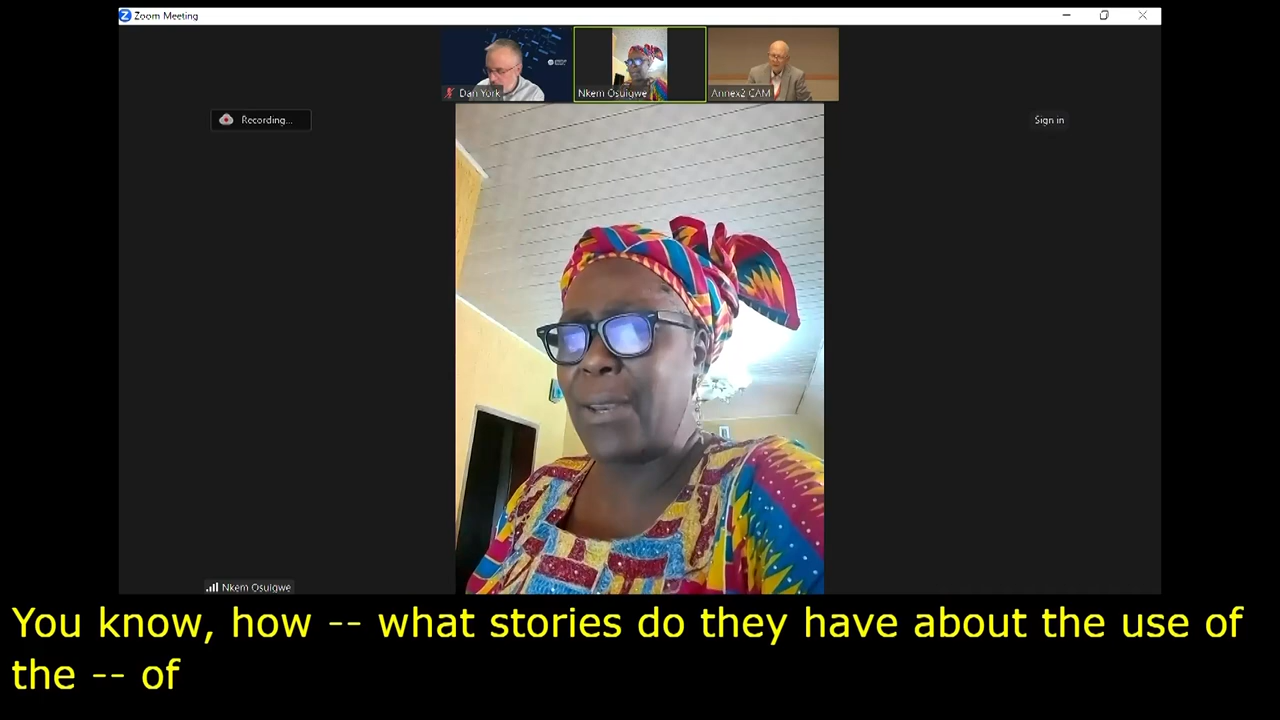 Zoom Meeting
Dan York
Nkem Osuigwe
Annex2 CAM
Recording...
Sign in
Nkem Osuigwe
You know, how -- what stories do they have about the use of
the -- of